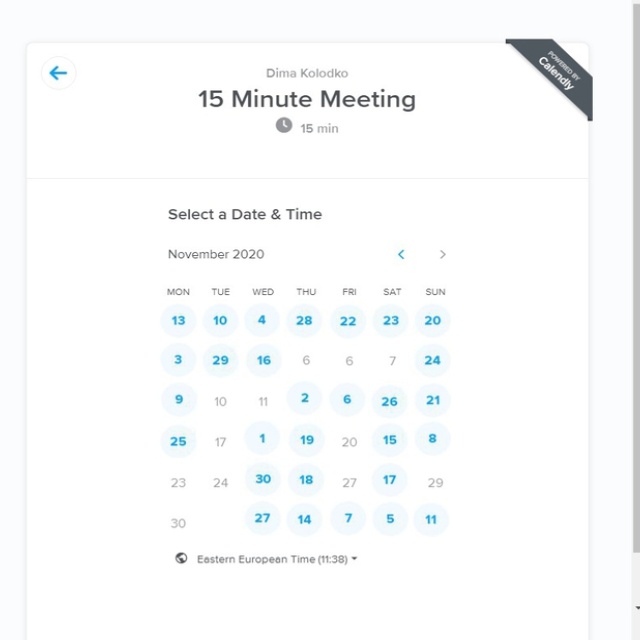 POWERED BY
Calendly
Dima Kolodko
15 Minute Meeting
15 min
Select a Date & Time
November 2020
MON TUE WED THU FRI SAT SUN
13 10 4 28 22 23 20
3 29 16 6 6 7 24
9 10 11 2 6 26 21
25 17 1 19 20 15 8
23 24 30 18 27 17 29
30 27 14 7 5 11
Eastern European Time (11:38)